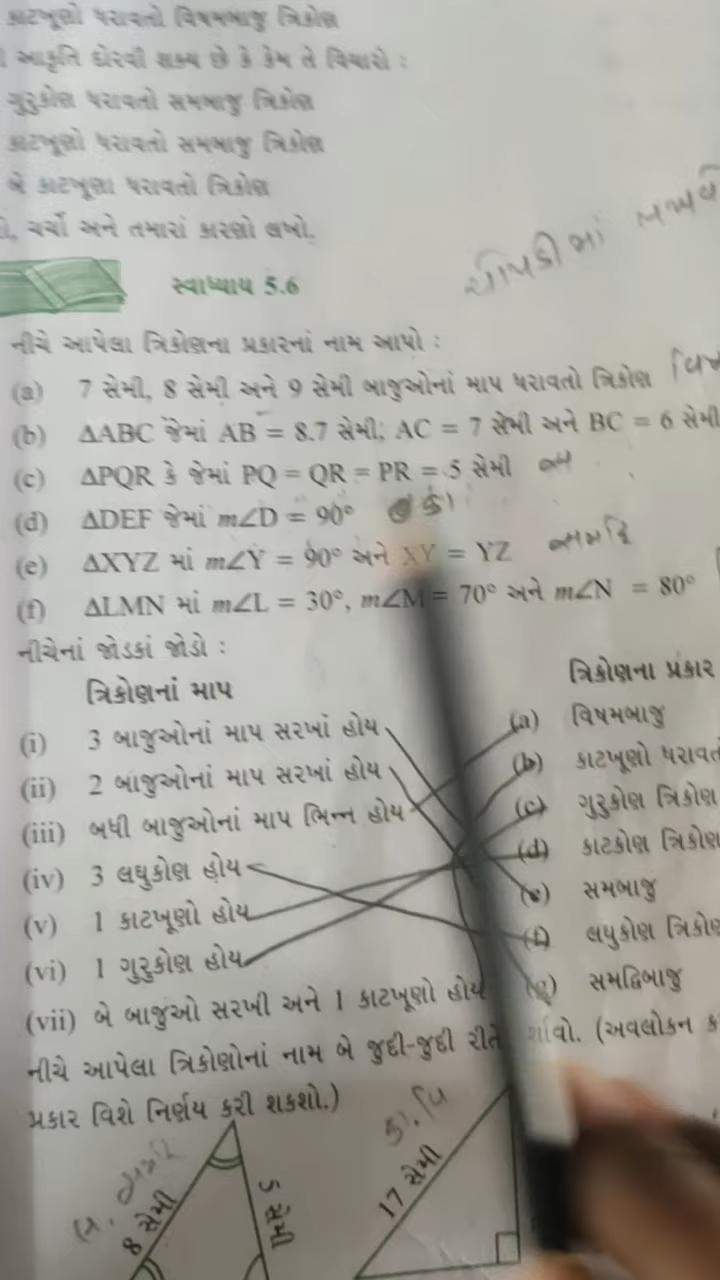 કાટખૂણો ધરાવતો વિષમબાજુ ત્રિકોણ
આકૃતિ દોરવી શક્ય છે કે કેમ તે વિચારો :
ગુરુકોણ ધરાવતો સમબાજુ ત્રિકોણ
કાટખૂણો ધરાવતો સમબાજુ ત્રિકોણ
બે કાટખૂણા ધરાવતો ત્રિકોણ
ચર્ચો અને તમારાં કારણો લખો.
ચોપડીમાં
સ્વાધ્યાય 5.6
નીચે આપેલા ત્રિકોણના પ્રકારનાં નામ આપો :
(a) 7 સેમી, 8 સેમી અને 9 સેમી બાજુઓનાં માપ ધરાવતો ત્રિકોણ
(b) ΔABC જેમાં AB = 8.7 સેમી, AC = 7 સેમી અને BC = 6 સેમી
(c) ΔPQR કે જેમાં PQ = QR = PR = 5 સેમી સ
(d) ΔDEF જેમાં m∠D = 90° કા
(e) ΔXYZ માં m∠Y = 90° અને XY = YZ સમદ્વિ
(f) ΔLMN માં m∠L = 30°, m∠M = 70° અને m∠N = 80°
નીચેનાં જોડકાં જોડો :
ત્રિકોણનાં માપ ત્રિકોણના પ્રકાર
(i) 3 બાજુઓનાં માપ સરખાં હોય (a) વિષમબાજુ
(ii) 2 બાજુઓનાં માપ સરખાં હોય (b) કાટખૂણો ધરાવત
(iii) બધી બાજુઓનાં માપ ભિન્ન હોય (c) ગુરુકોણ ત્રિકોણ
(iv) 3 લઘુકોણ હોય (d) કાટકોણ ત્રિકોણ
(v) 1 કાટખૂણો હોય (e) સમબાજુ
(vi) 1 ગુરુકોણ હોય (f) લઘુકોણ ત્રિકોણ
(vii) બે બાજુઓ સરખી અને 1 કાટખૂણો હોય (g) સમદ્વિબાજુ
નીચે આપેલા ત્રિકોણોનાં નામ બે જુદી-જુદી રીતે ર્શાવો. (અવલોકન ક
પ્રકાર વિશે નિર્ણય કરી શકશો.)
કા. વિ
8 સેમી
5 સેમી
17 સેમી